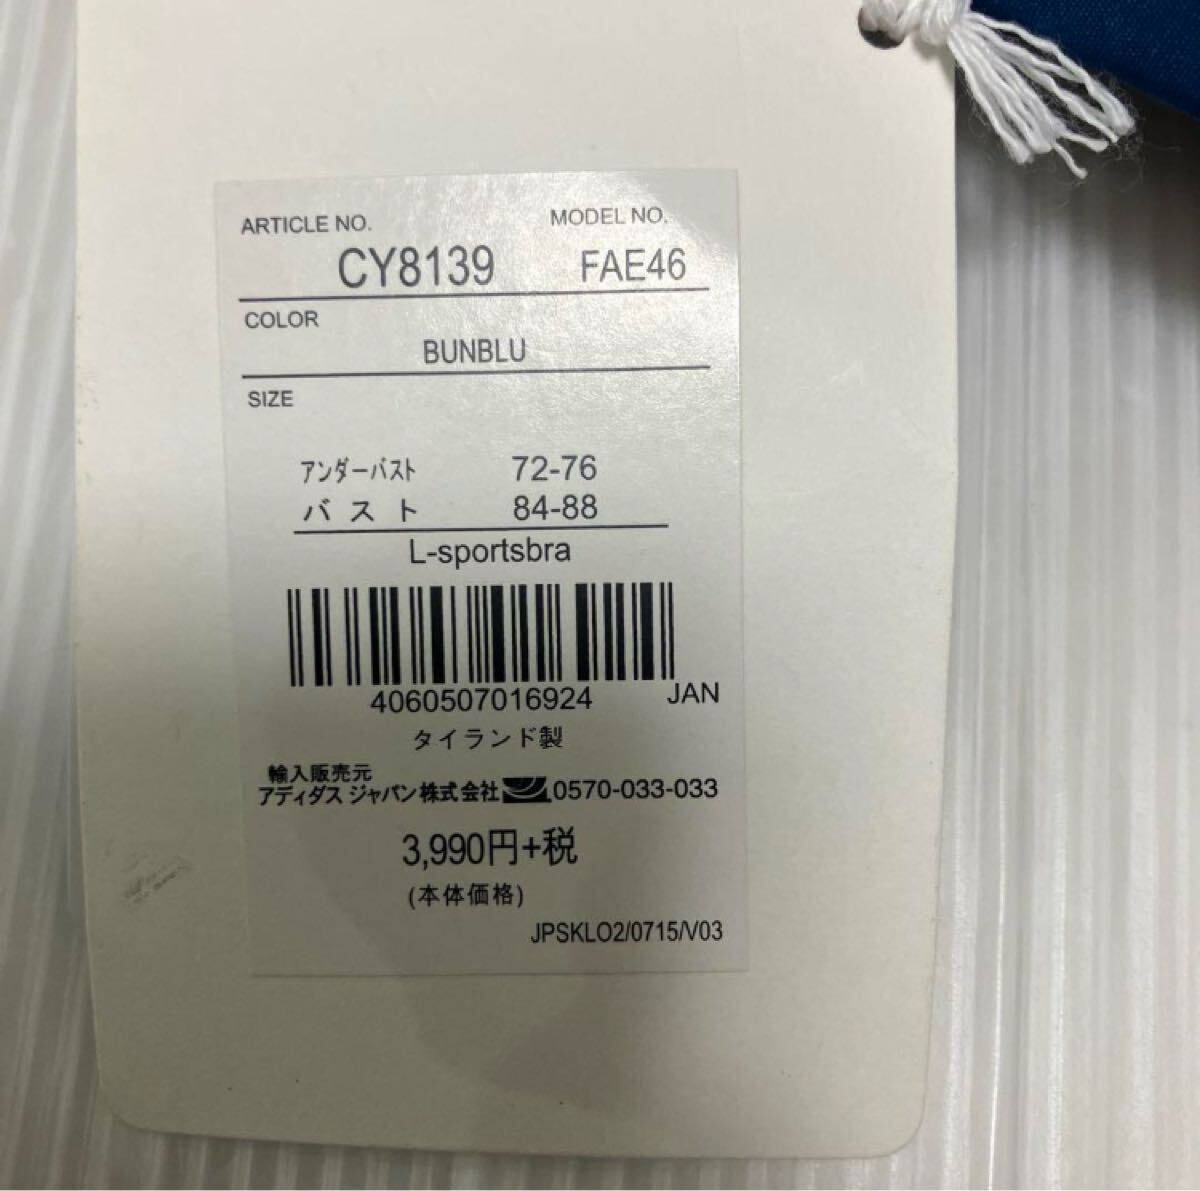 ARTICLE NO. MODEL NO.
CY8139 FAE46
COLOR
BUNBLU
SIZE
アンダーバスト 72-76
バスト 84-88
L-sportsbra
4060507016924 JAN
タイランド製
輸入販売元
アディダス ジャパン株式会社 0570-033-033
3,990円+税
(本体価格)
JPSKLO2/0715/V03